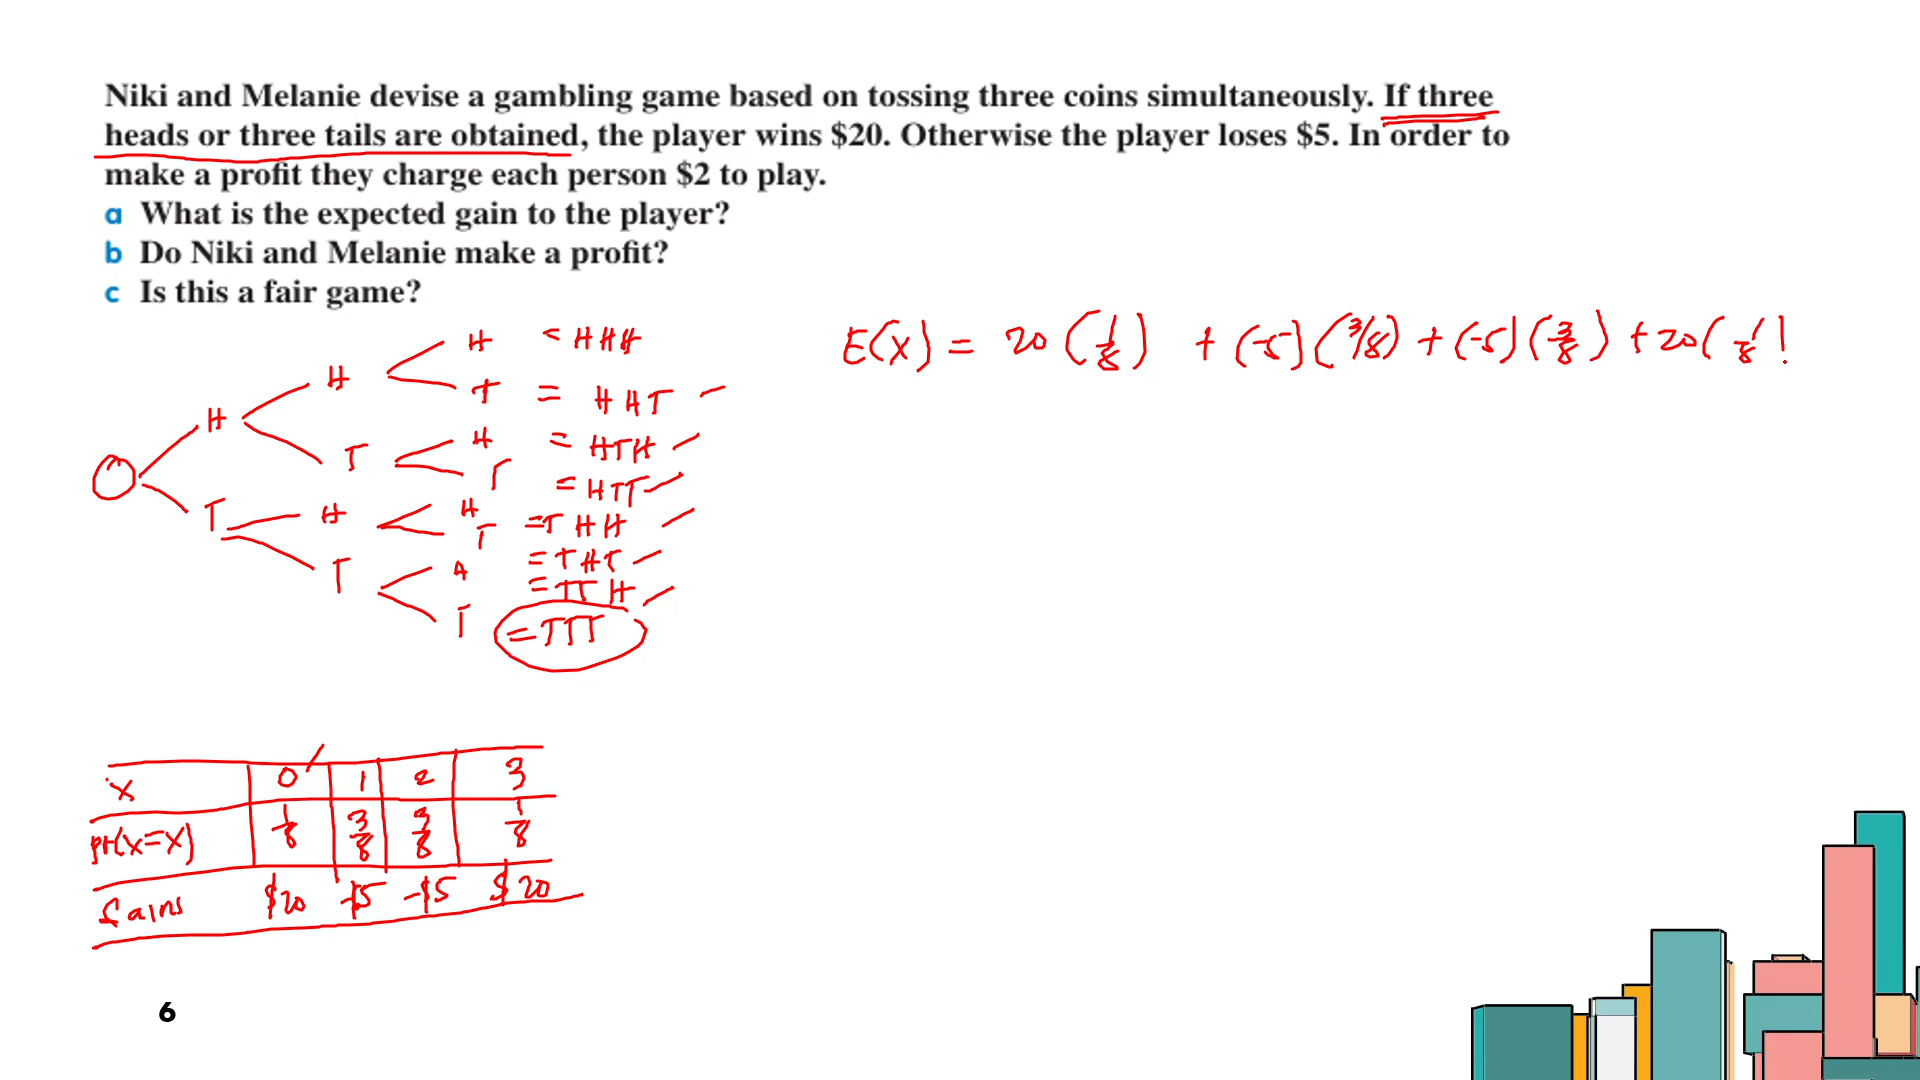 Niki and Melanie devise a gambling game based on tossing three coins simultaneously. If three
heads or three tails are obtained, the player wins $20. Otherwise the player loses $5. In order to
make a profit they charge each person $2 to play.
a What is the expected gain to the player?
b Do Niki and Melanie make a profit?
c Is this a fair game?
E(X) = 20 (1/8) + (-5) (3/8) + (-5) (3/8) + 20 (1/8)
H H H = HHH
T = HHT
T H = HTH
T = HTT
T H H = THH
T = THT
T H = TTH
T = TTT
x 0 1 2 3
pr(X=x) 1/8 3/8 3/8 1/8
Gains $20 -$5 -$5 $20
6